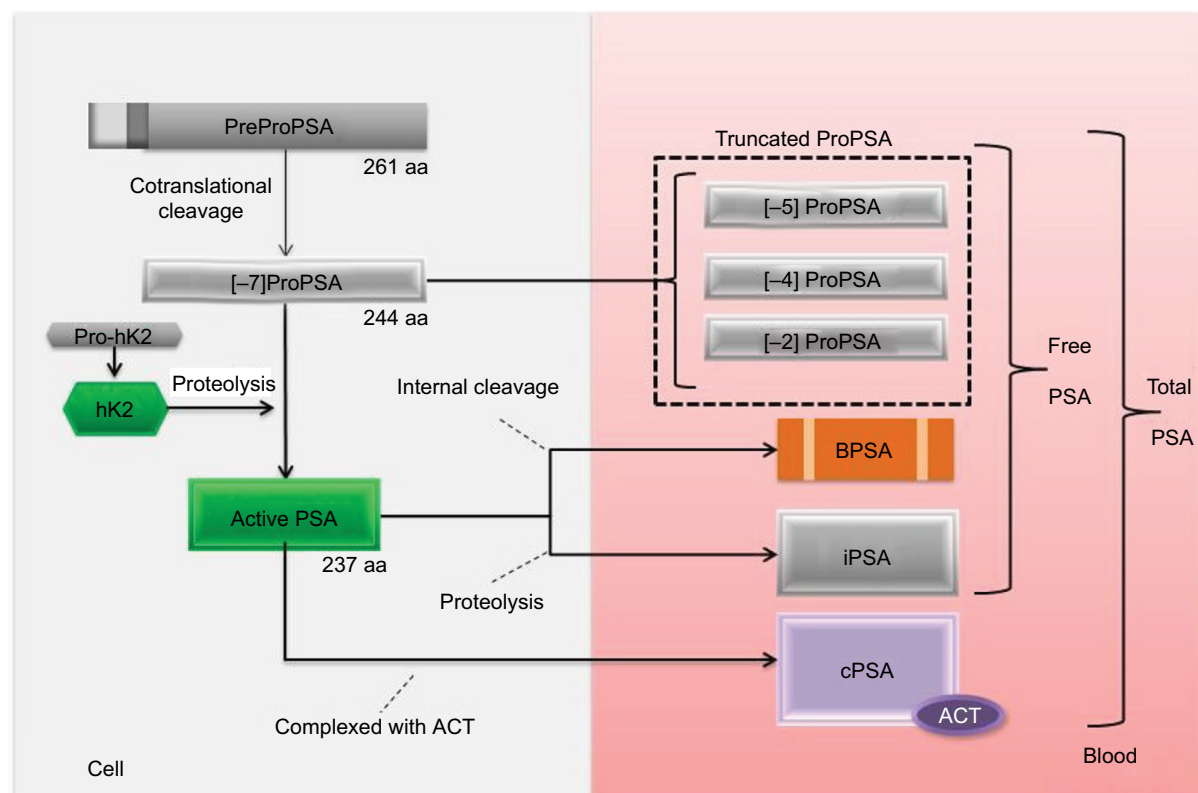 PreProPSA
261 aa
Cotranslational
cleavage
[–7]ProPSA
244 aa
Pro-hK2
hK2
Proteolysis
Active PSA
237 aa
Internal cleavage
Proteolysis
Complexed with ACT
Cell
Truncated ProPSA
[–5] ProPSA
[–4] ProPSA
[–2] ProPSA
BPSA
iPSA
cPSA
ACT
Free
PSA
Total
PSA
Blood